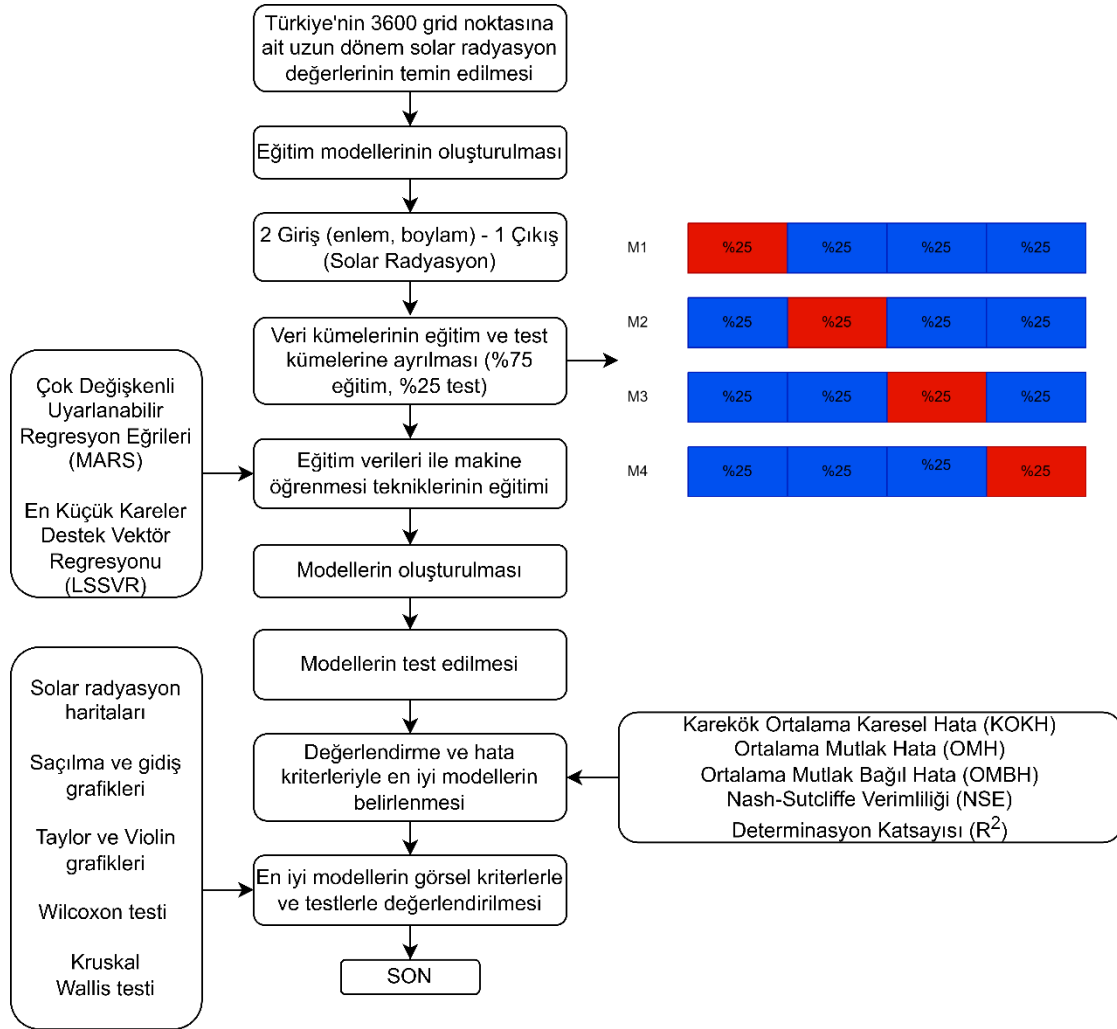 Türkiye'nin 3600 grid noktasına
ait uzun dönem solar radyasyon
değerlerinin temin edilmesi
Eğitim modellerinin oluşturulması
2 Giriş (enlem, boylam) - 1 Çıkış
(Solar Radyasyon)
Veri kümelerinin eğitim ve test
kümelerine ayrılması (%75
eğitim, %25 test)
M1
%25
%25
%25
%25
M2
%25
%25
%25
%25
M3
%25
%25
%25
%25
M4
%25
%25
%25
%25
Çok Değişkenli
Uyarlanabilir
Regresyon Eğrileri
(MARS)
En Küçük Kareler
Destek Vektör
Regresyonu
(LSSVR)
Eğitim verileri ile makine
öğrenmesi tekniklerinin eğitimi
Modellerin oluşturulması
Modellerin test edilmesi
Değerlendirme ve hata
kriterleriyle en iyi modellerin
belirlenmesi
Karekök Ortalama Karesel Hata (KOKH)
Ortalama Mutlak Hata (OMH)
Ortalama Mutlak Bağıl Hata (OMBH)
Nash-Sutcliffe Verimliliği (NSE)
Determinasyon Katsayısı (R²)
Solar radyasyon
haritaları
Saçılma ve gidiş
grafikleri
Taylor ve Violin
grafikleri
Wilcoxon testi
Kruskal
Wallis testi
En iyi modellerin görsel kriterlerle
ve testlerle değerlendirilmesi
SON